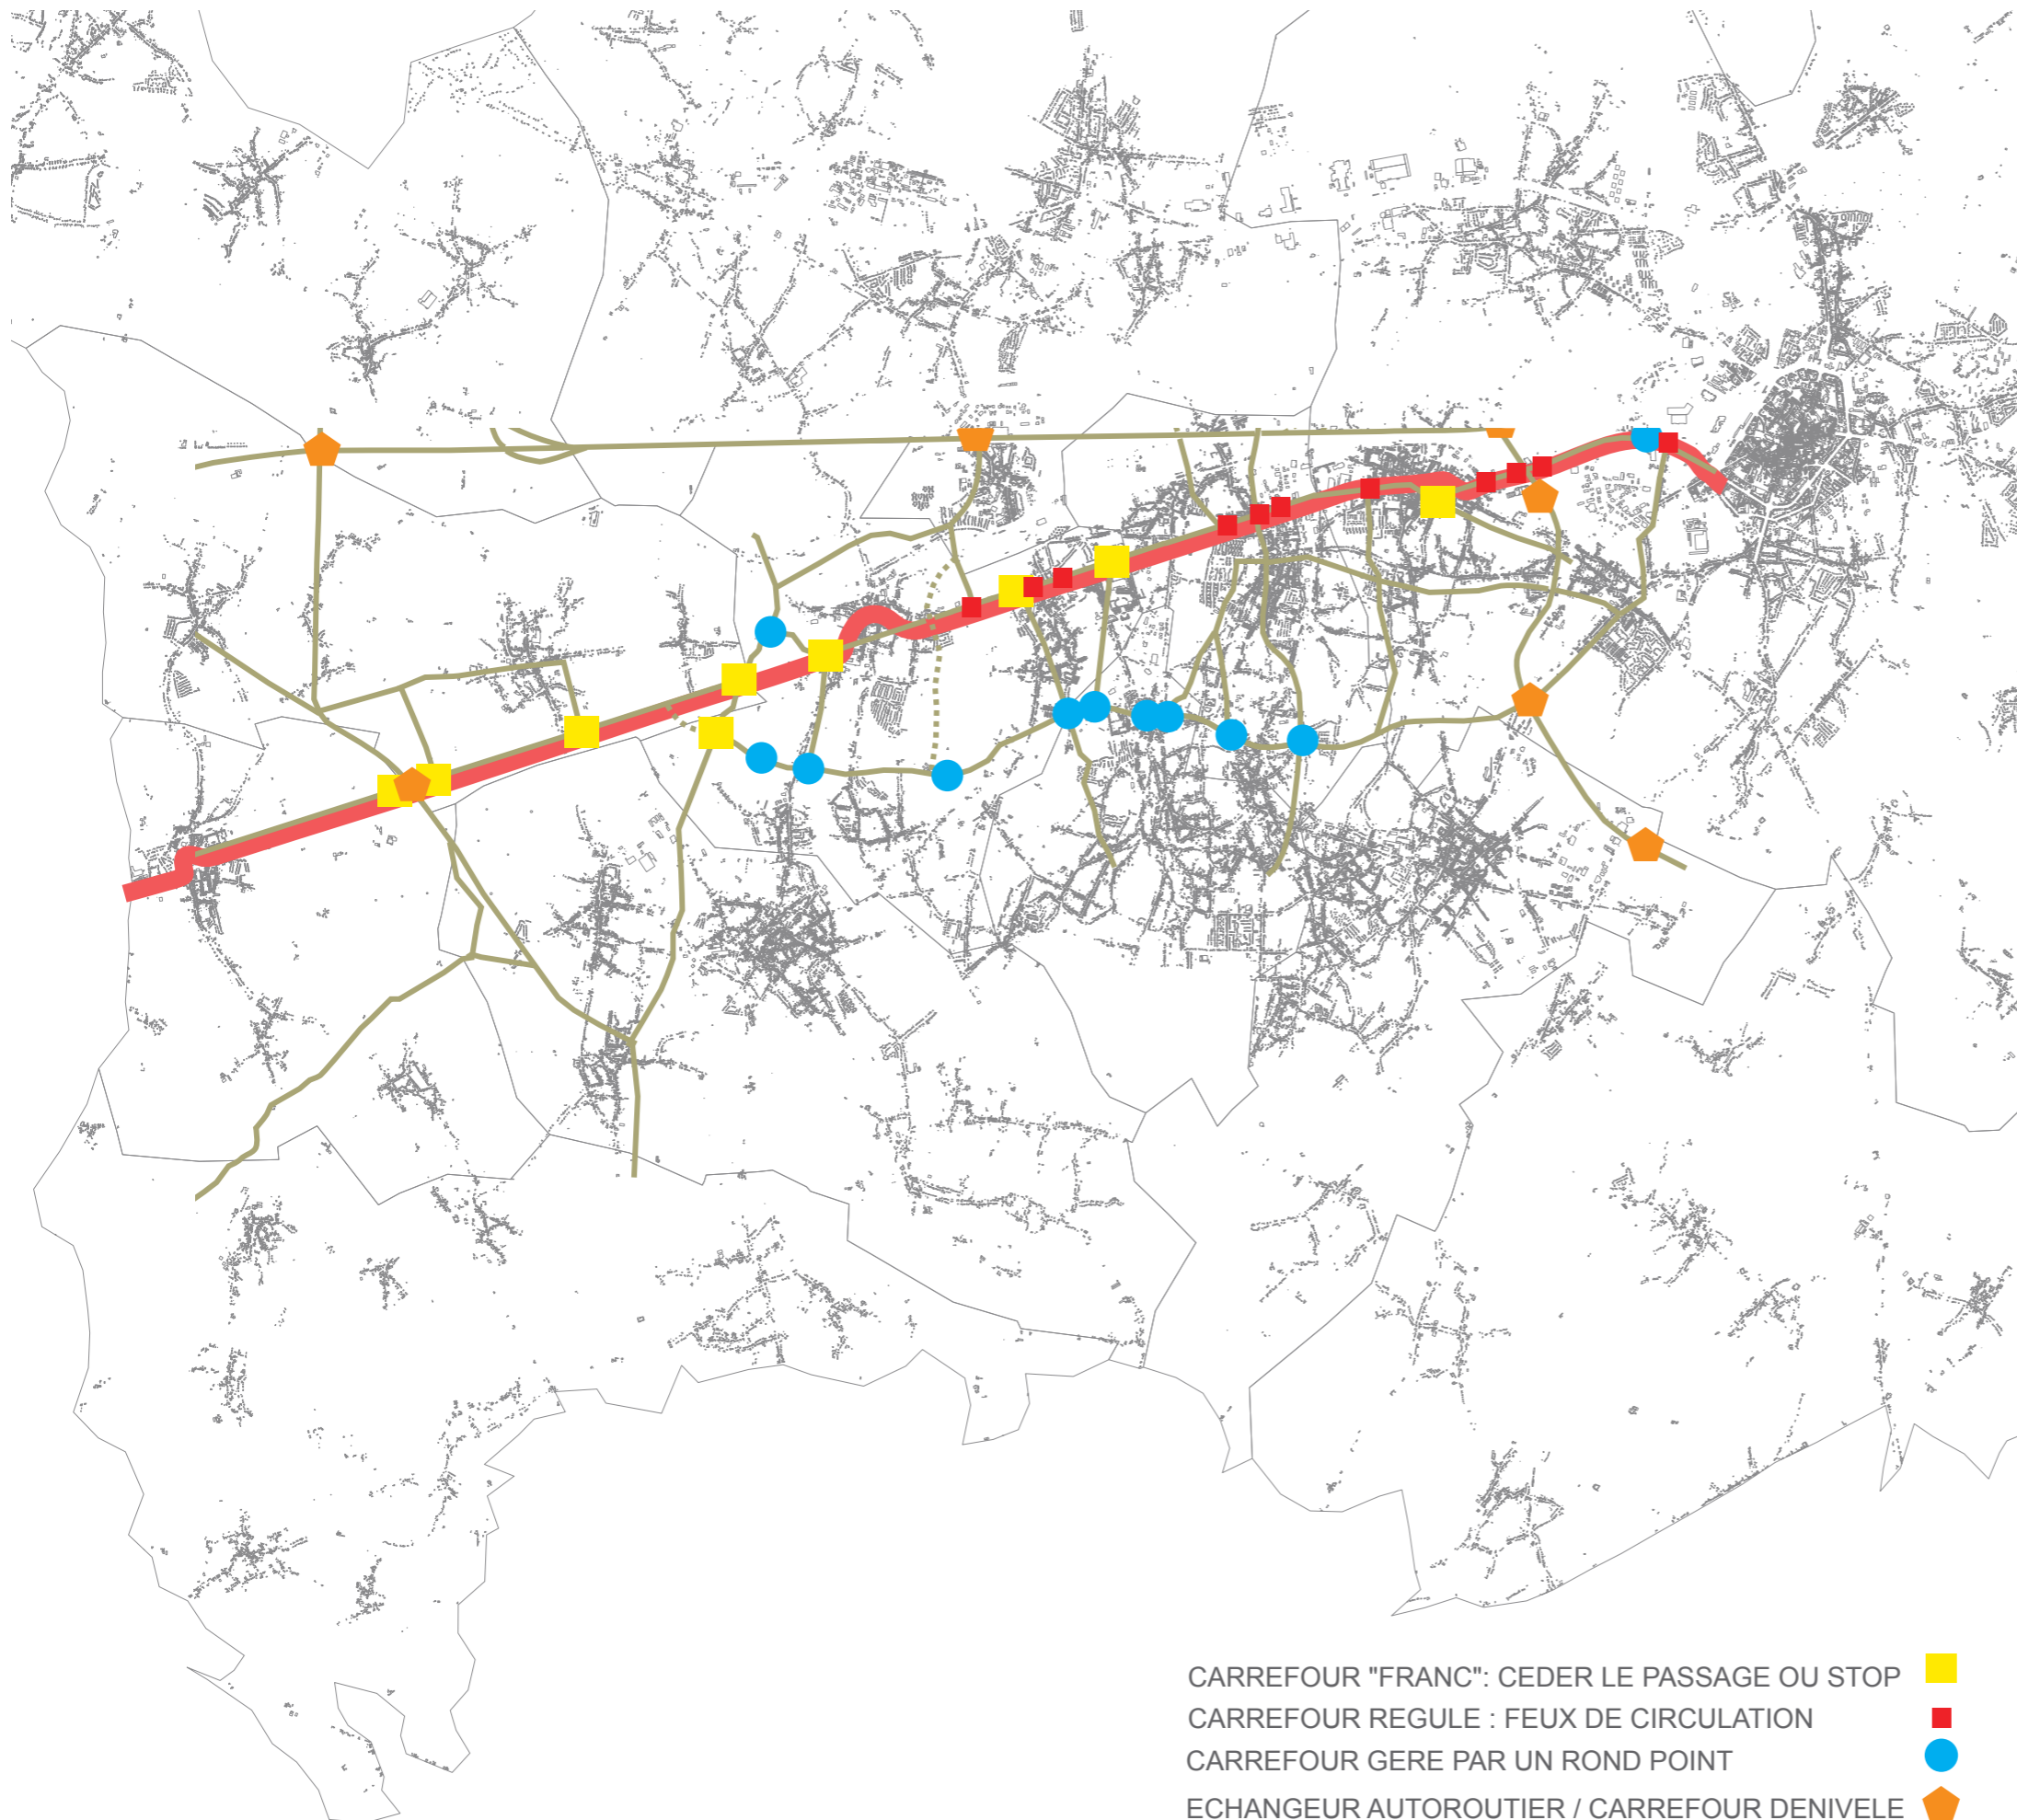 CARREFOUR "FRANC": CEDER LE PASSAGE OU STOP
CARREFOUR REGULE : FEUX DE CIRCULATION
CARREFOUR GERE PAR UN ROND POINT
ECHANGEUR AUTOROUTIER / CARREFOUR DENIVELE